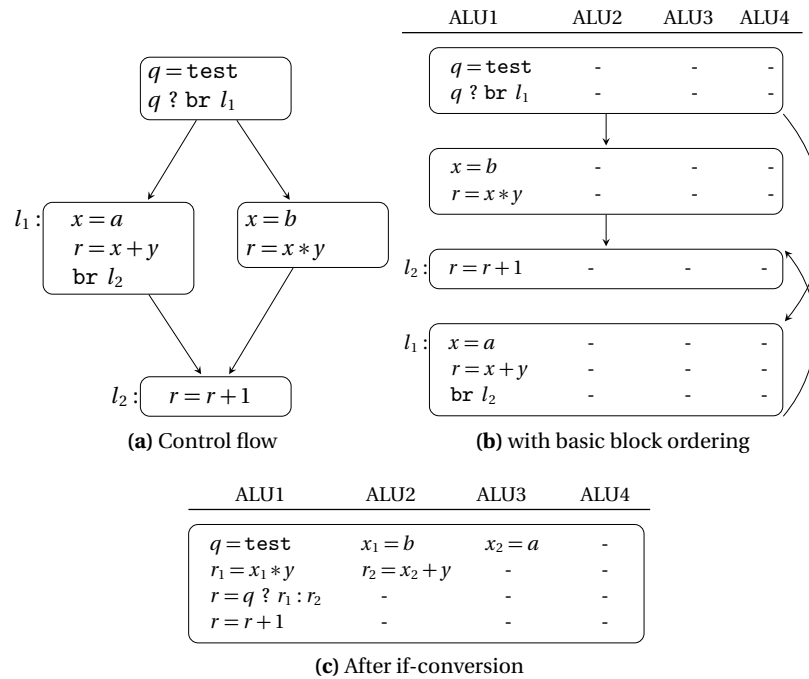 q = test
q ? br l₁
l₁ : x = a
r = x + y
br l₂
x = b
r = x ∗ y
l₂ : r = r + 1
(a) Control flow
ALU1 ALU2 ALU3 ALU4
q = test - - -
q ? br l₁ - - -
x = b - - -
r = x ∗ y - - -
l₂ : r = r + 1 - - -
l₁ : x = a - - -
r = x + y - - -
br l₂ - - -
(b) with basic block ordering
ALU1 ALU2 ALU3 ALU4
q = test x₁ = b x₂ = a -
r₁ = x₁ ∗ y r₂ = x₂ + y - -
r = q ? r₁ : r₂ - - -
r = r + 1 - - -
(c) After if-conversion